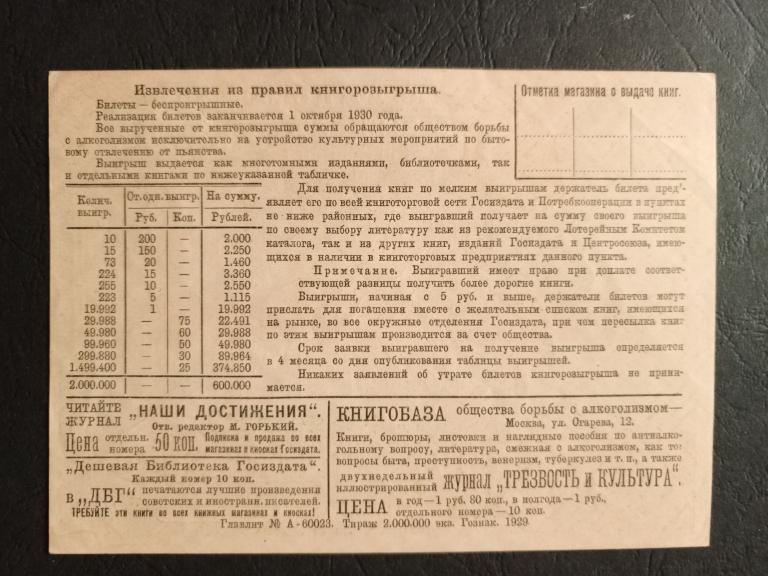 Извлечения из правил книгорозыгрыша.
Билеты — беспроигрышные.
Реализация билетов заканчивается 1 октября 1930 года.
Все вырученные от книгорозыгрыша суммы обращаются обществом борьбы
с алкоголизмом исключительно на устройство культурных мероприятий по быто-
вому отвлечению от пьянства.
Выигрыш выдается как многотомными изданиями, библиотечками, так
и отдельными книгами по нижеуказанной табличке.
Отметка магазина о выдаче книг.
Колич. выигр. От. одн. выигр. На сумму.
Руб. Коп. Рублей.
10 200 — 2.000
15 150 — 2.250
73 20 — 1.460
224 15 — 3.360
255 10 — 2.550
223 5 — 1.115
19.992 1 — 19.992
29.988 — 75 22.491
49.980 — 60 29.988
99.960 — 50 49.980
299.880 — 30 89.964
1.499.400 — 25 374.850
2.000.000 — — 600.000
Для получения книг по мелким выигрышам держатель билета пред'-
являет его по всей книготорговой сети Госиздата и Потребкооперации в пунктах
не ниже районных, где выигравший получает на сумму своего выигрыша
по своему выбору литературу как из рекомендуемого Лотерейным Комитетом
каталога, так и из других книг, изданий Госиздата и Центросоюза, имею-
щихся в наличии в книготорговых предприятиях данного пункта.
Примечание. Выигравший имеет право при доплате соответ-
ствующей разницы получить более дорогие книги.
Выигрыши, начиная с 5 руб. и выше, держатели билетов могут
прислать для погашения вместе с желательным списком книг, имеющихся
на рынке, во все окружные отделения Госиздата, при чем пересылка книг
по этим выигрышам производится за счет общества.
Срок заявки выигравшего на получение выигрыша определяется
в 4 месяца со дня опубликования таблицы выигрышей.
Никаких заявлений об утрате билетов книгорозыгрыша не прини-
мается.
ЧИТАЙТЕ ЖУРНАЛ „НАШИ ДОСТИЖЕНИЯ“.
Отв. редактор М. ГОРЬКИЙ.
Цена отдельн. номера 50 коп. Подписка и продажа во всех
магазинах и киосках Госиздата.
„Дешевая Библиотека Госиздата“.
Каждый номер 10 коп.
В „ДБГ“ печатаются лучшие произведения
советских и иностранн. писателей.
ТРЕБУЙТЕ эти книги во всех книжных магазинах и киосках!
КНИГОБАЗА общества борьбы с алкоголизмом—
Москва, ул. Огарева, 12.
Книги, брошюры, листовки и наглядные пособия по антиалко-
гольному вопросу, литература, смежная с алкоголизмом, как то:
вопросы быта, преступность, венеризм, туберкулез и т. п., а также
двухнедельный иллюстрированный журнал „ТРЕЗВОСТЬ и КУЛЬТУРА“.
ЦЕНА в год—1 руб. 80 коп., в полгода—1 руб.,
отдельного номера—10 коп.
Главлит № А-60023. Тираж 2.000.000 экз. Гознак. 1929.